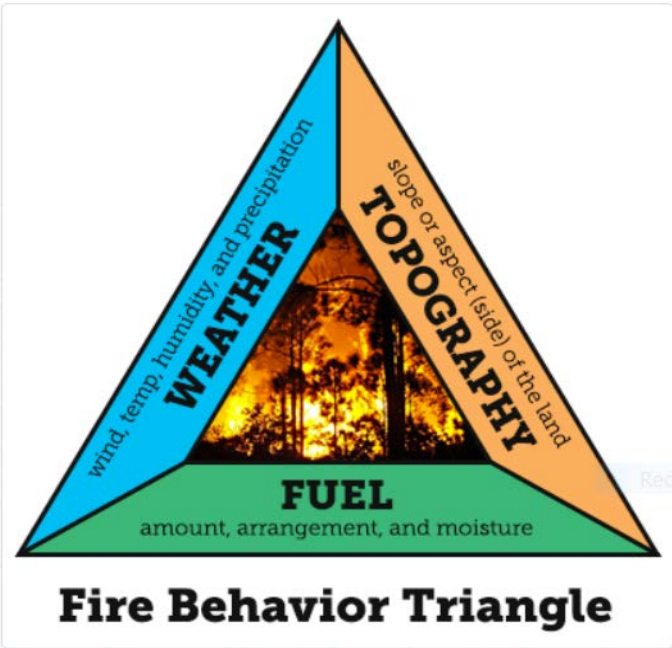 wind, temp, humidity, and precipitation
WEATHER
slope or aspect (side) of the land
TOPOGRAPHY
FUEL
amount, arrangement, and moisture
Fire Behavior Triangle